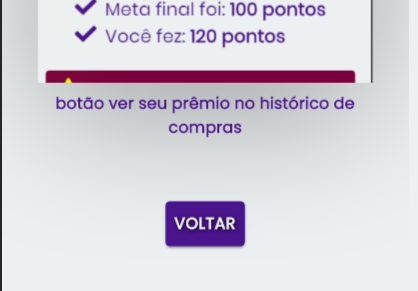 Meta final foi: 100 pontos
Você fez: 120 pontos
botão ver seu prêmio no histórico de
compras
VOLTAR